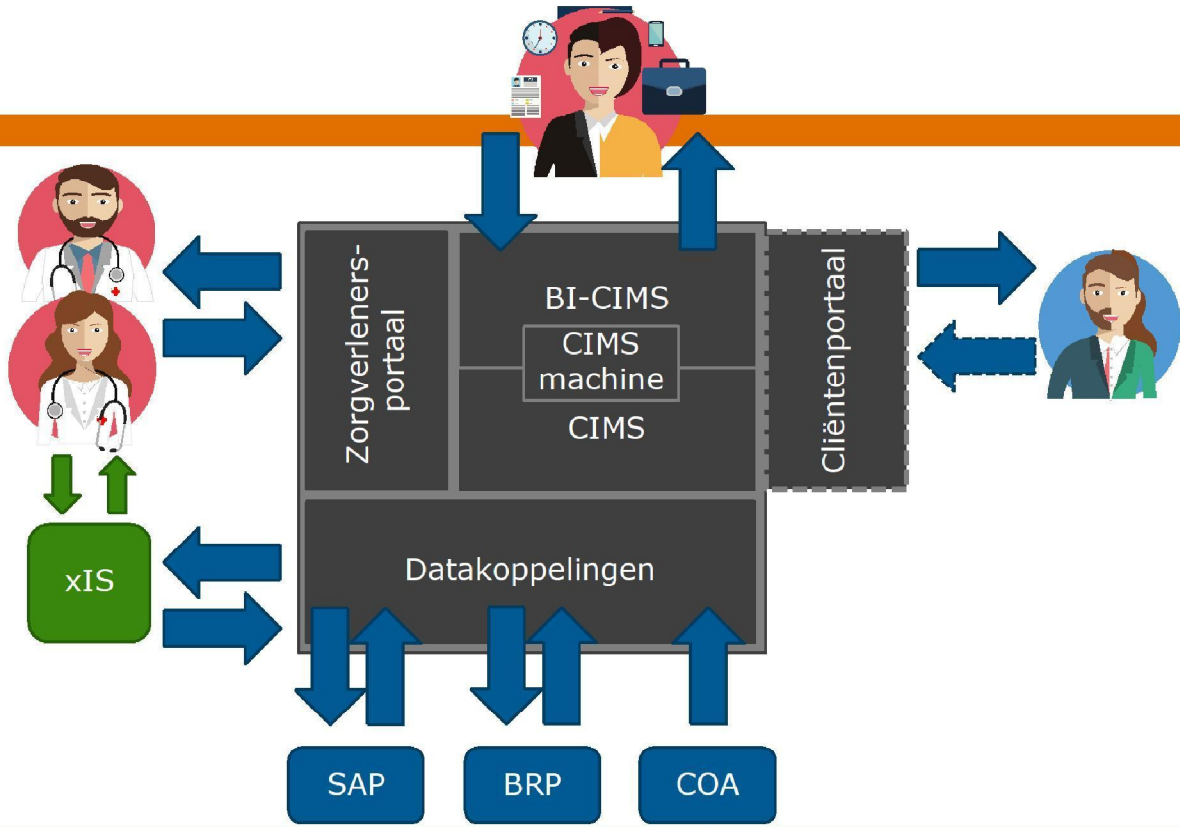 Zorgverleners-
portaal
BI-CIMS
CIMS
machine
CIMS
Cliëntenportaal
Datakoppelingen
xIS
SAP
BRP
COA